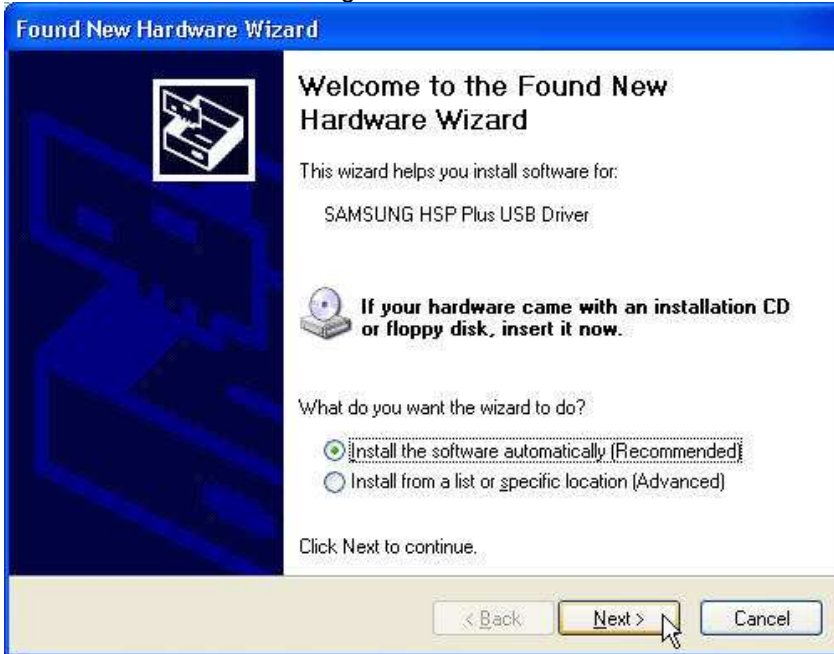 Found New Hardware Wizard
Welcome to the Found New
Hardware Wizard
This wizard helps you install software for:
SAMSUNG HSP Plus USB Driver
If your hardware came with an installation CD
or floppy disk, insert it now.
What do you want the wizard to do?
Install the software automatically (Recommended)
Install from a list or specific location (Advanced)
Click Next to continue.
< Back Next > Cancel